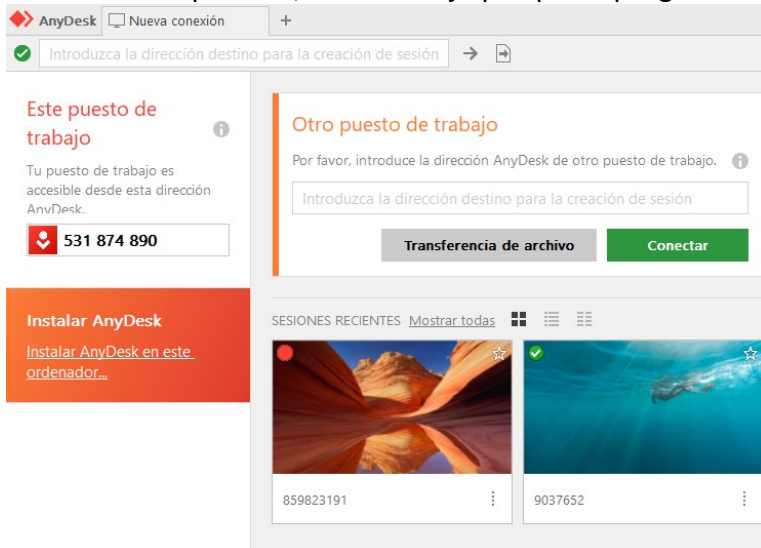 AnyDesk
Nueva conexión
+
Introduzca la dirección destino para la creación de sesión
Este puesto de
trabajo
Tu puesto de trabajo es
accesible desde esta dirección
AnyDesk.
531 874 890
Instalar AnyDesk
Instalar AnyDesk en este
ordenador...
Otro puesto de trabajo
Por favor, introduce la dirección AnyDesk de otro puesto de trabajo.
Introduzca la dirección destino para la creación de sesión
Transferencia de archivo
Conectar
SESIONES RECIENTES Mostrar todas
859823191
9037652